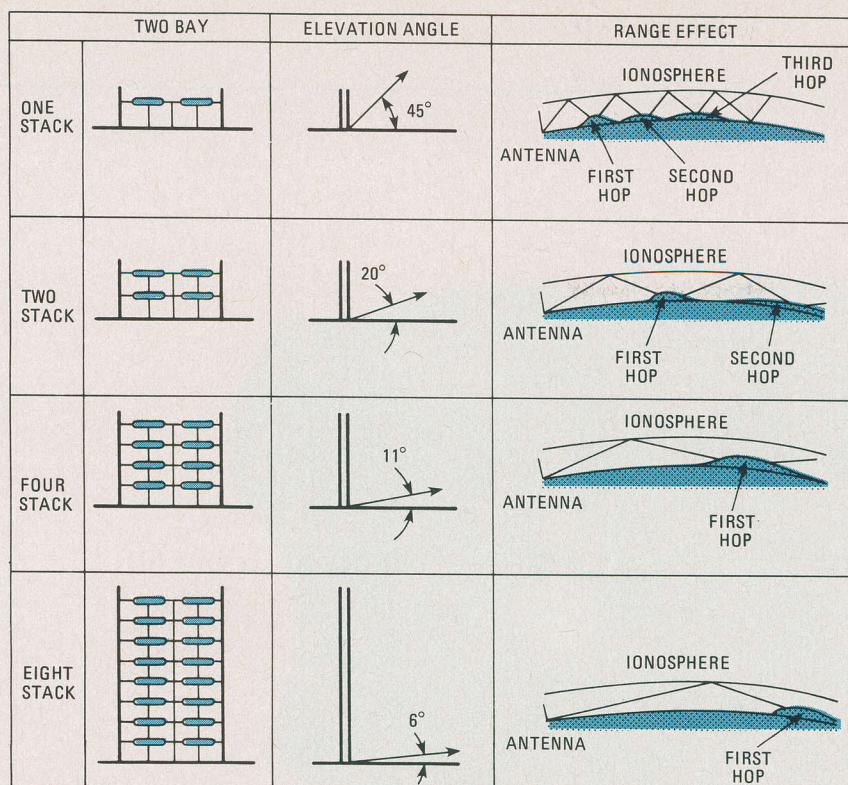 TWO BAY
ELEVATION ANGLE
RANGE EFFECT
ONE
STACK
45°
IONOSPHERE
THIRD
HOP
ANTENNA
FIRST
HOP
SECOND
HOP
TWO
STACK
20°
IONOSPHERE
ANTENNA
FIRST
HOP
SECOND
HOP
FOUR
STACK
11°
IONOSPHERE
ANTENNA
FIRST
HOP
EIGHT
STACK
6°
IONOSPHERE
ANTENNA
FIRST
HOP